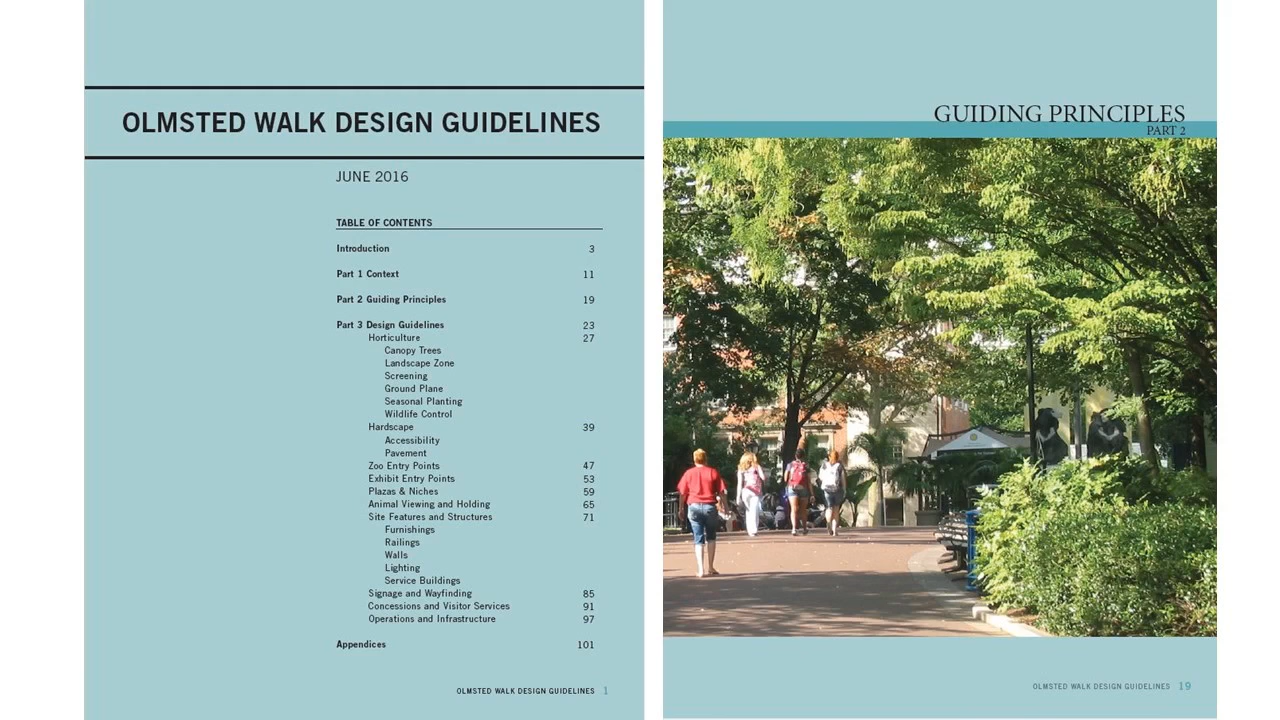 OLMSTED WALK DESIGN GUIDELINES
JUNE 2016
TABLE OF CONTENTS
Introduction 3
Part 1 Context 11
Part 2 Guiding Principles 19
Part 3 Design Guidelines 23
Horticulture 27
Canopy Trees
Landscape Zone
Screening
Ground Plane
Seasonal Planting
Wildlife Control
Hardscape 39
Accessibility
Pavement
Zoo Entry Points 47
Exhibit Entry Points 53
Plazas & Niches 59
Animal Viewing and Holding 65
Site Features and Structures 71
Furnishings
Railings
Walls
Lighting
Service Buildings
Signage and Wayfinding 85
Concessions and Visitor Services 91
Operations and Infrastructure 97
Appendices 101
OLMSTED WALK DESIGN GUIDELINES 1
GUIDING PRINCIPLES
PART 2
OLMSTED WALK DESIGN GUIDELINES 19